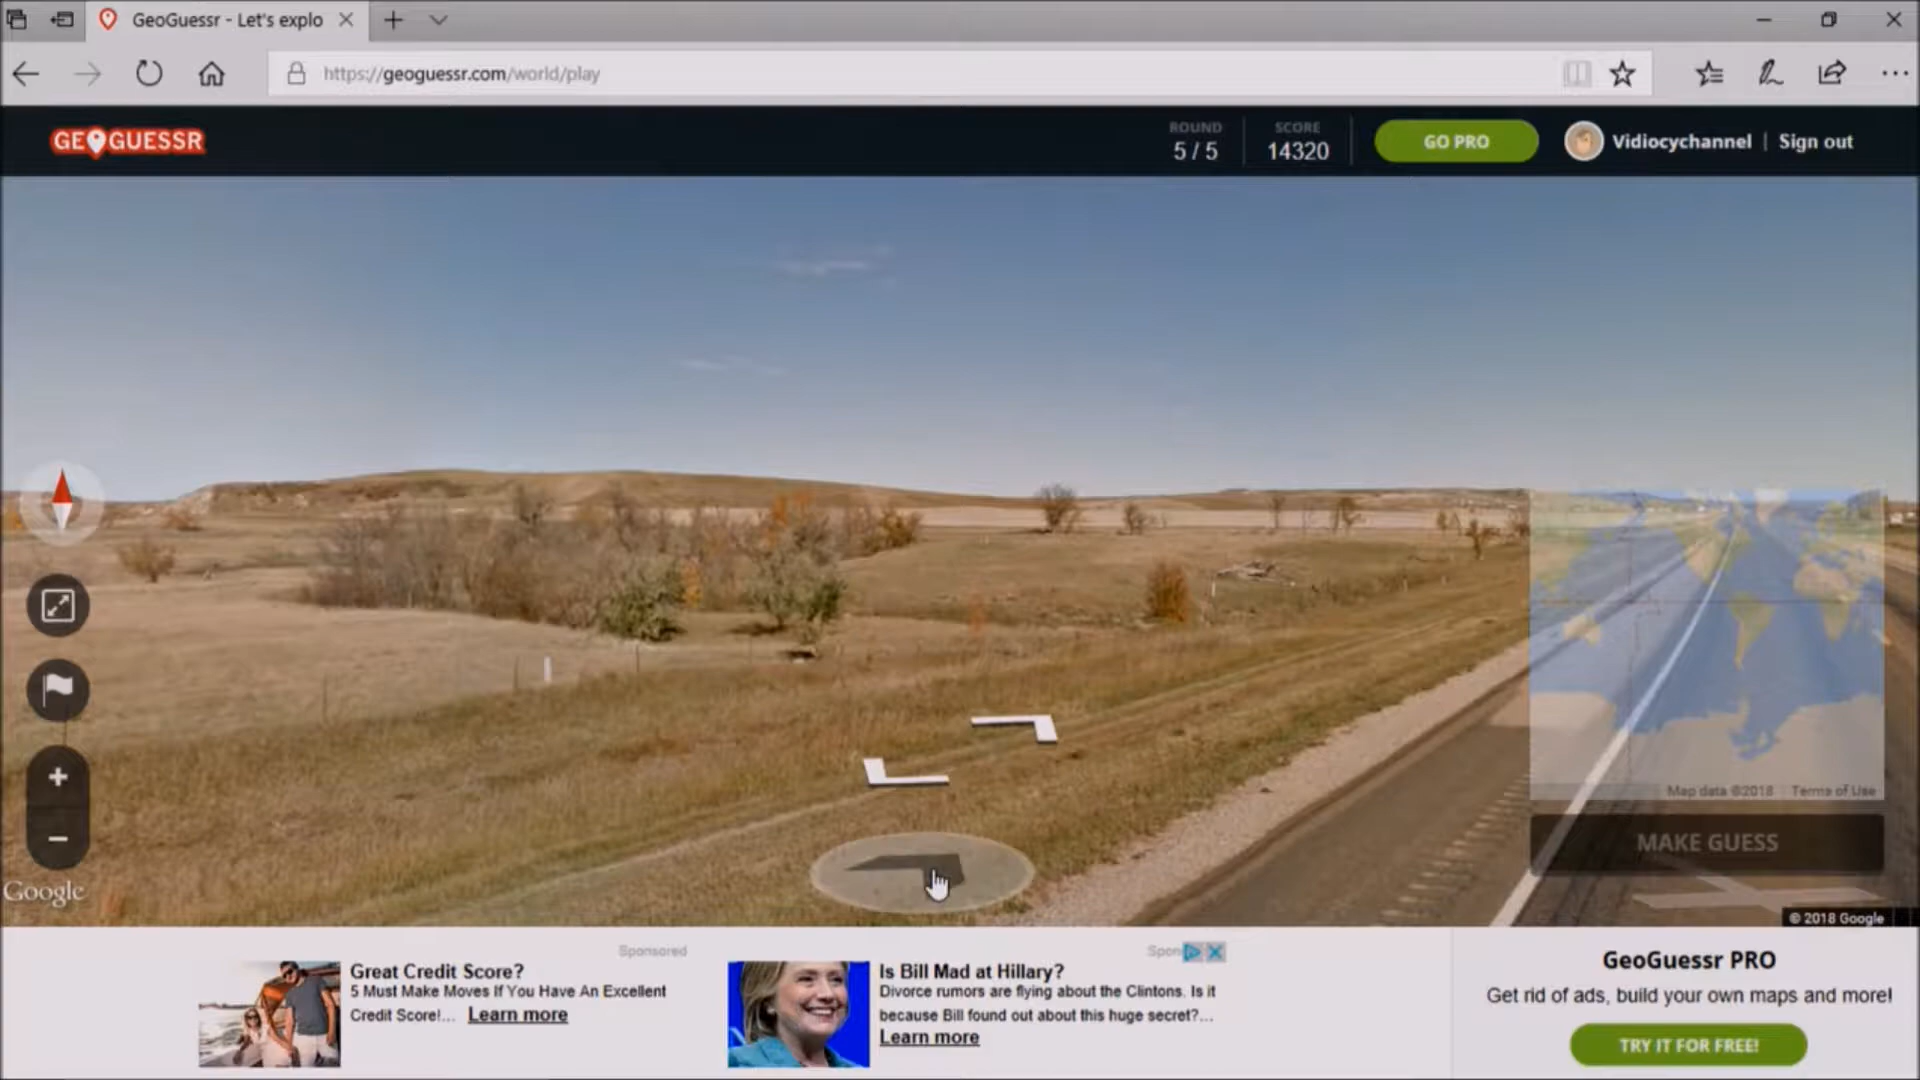 GeoGuessr - Let's explo
https://geoguessr.com/world/play
GEOGUESSR
ROUND
5 / 5
SCORE
14320
GO PRO
Vidiocychannel | Sign out
Map data ©2018 Terms of Use
MAKE GUESS
Google
© 2018 Google
Sponsored
Great Credit Score?
5 Must Make Moves If You Have An Excellent
Credit Score!... Learn more
Spon
Is Bill Mad at Hillary?
Divorce rumors are flying about the Clintons. Is it
because Bill found out about this huge secret?...
Learn more
GeoGuessr PRO
Get rid of ads, build your own maps and more!
TRY IT FOR FREE!